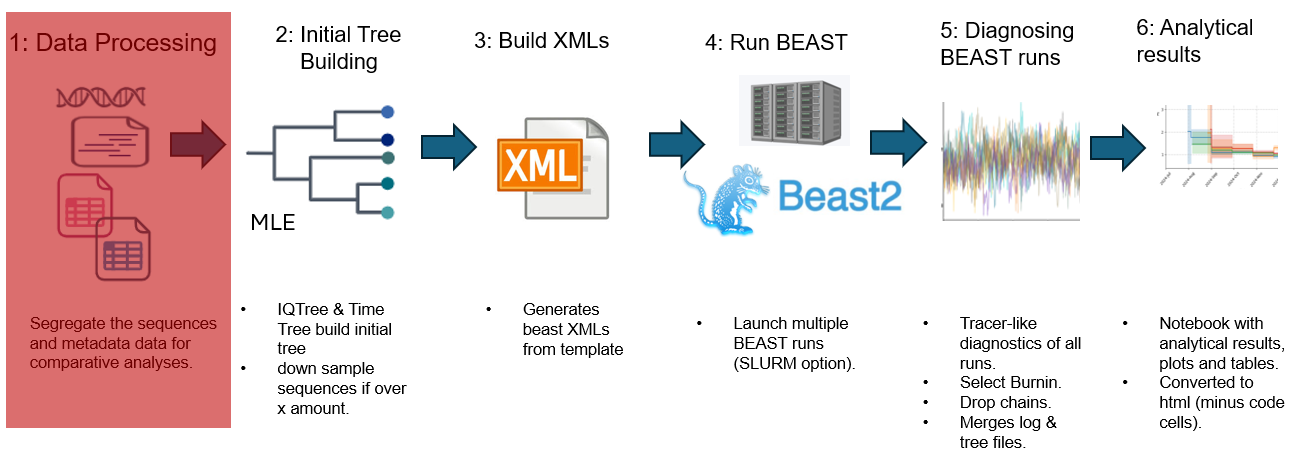 1: Data Processing
2: Initial Tree
Building
3: Build XMLs
4: Run BEAST
5: Diagnosing
BEAST runs
6: Analytical
results
MLE
XML
Beast2
Segregate the sequences
and metadata data for
comparative analyses.
• IQTree & Time
Tree build initial
tree
• down sample
sequences if over
x amount.
• Generates
beast XMLs
from template
• Launch multiple
BEAST runs
(SLURM option).
• Tracer-like
diagnostics of all
runs.
• Select Burnin.
• Drop chains.
• Merges log &
tree files.
• Notebook with
analytical results,
plots and tables.
• Converted to
html (minus code
cells).